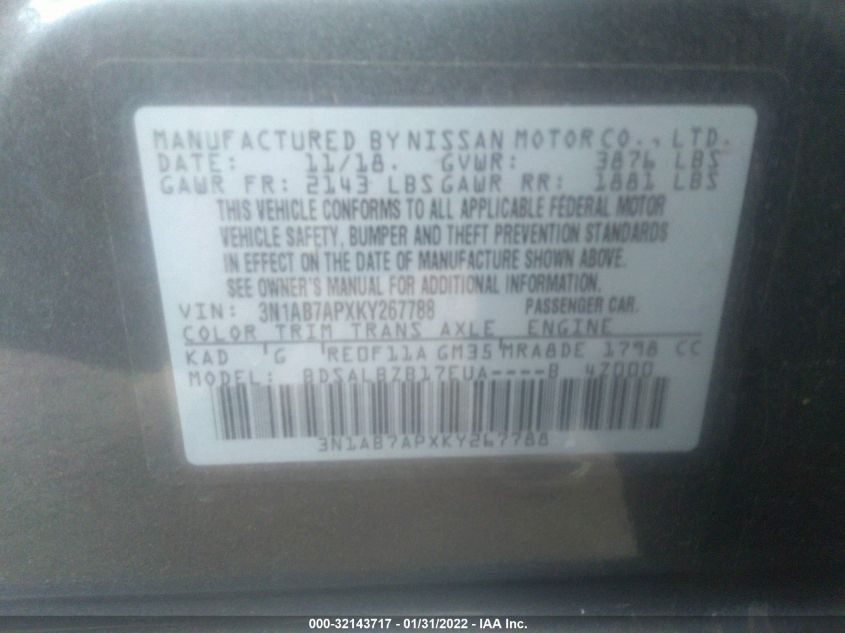 MANUFACTURED BY NISSAN MOTOR CO., LTD.
DATE: 11/18. GVWR: 3876 LBS
GAWR FR: 2143 LBS GAWR RR: 1881 LBS
THIS VEHICLE CONFORMS TO ALL APPLICABLE FEDERAL MOTOR
VEHICLE SAFETY, BUMPER AND THEFT PREVENTION STANDARDS
IN EFFECT ON THE DATE OF MANUFACTURE SHOWN ABOVE.
SEE OWNER'S MANUAL FOR ADDITIONAL INFORMATION.
VIN: 3N1AB7APXKY267788 PASSENGER CAR.
COLOR TRIM TRANS AXLE ENGINE
KAD G RE0F11A GM35 MRA8DE 1798 CC
MODEL: BDSALBZB17EUA----B 4Z000
3N1AB7APXKY267788
000-32143717 - 01/31/2022 - IAA Inc.